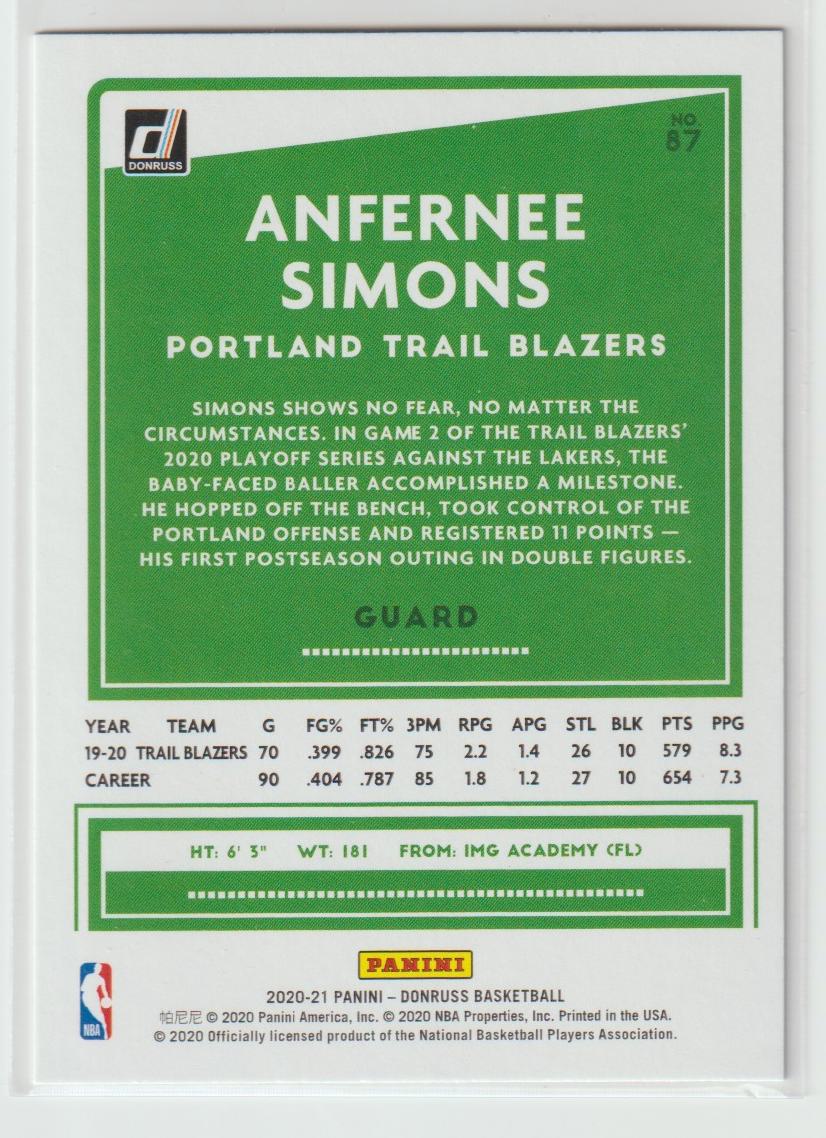 DONRUSS
NO.
87
ANFERNEE
SIMONS
PORTLAND TRAIL BLAZERS
SIMONS SHOWS NO FEAR, NO MATTER THE
CIRCUMSTANCES. IN GAME 2 OF THE TRAIL BLAZERS'
2020 PLAYOFF SERIES AGAINST THE LAKERS, THE
BABY-FACED BALLER ACCOMPLISHED A MILESTONE.
HE HOPPED OFF THE BENCH, TOOK CONTROL OF THE
PORTLAND OFFENSE AND REGISTERED 11 POINTS —
HIS FIRST POSTSEASON OUTING IN DOUBLE FIGURES.
GUARD
YEAR TEAM G FG% FT% 3PM RPG APG STL BLK PTS PPG
19-20 TRAIL BLAZERS 70 .399 .826 75 2.2 1.4 26 10 579 8.3
CAREER 90 .404 .787 85 1.8 1.2 27 10 654 7.3
HT: 6' 3" WT: 181 FROM: IMG ACADEMY (FL)
PANINI
NBA
2020-21 PANINI – DONRUSS BASKETBALL
帕尼尼 © 2020 Panini America, Inc. © 2020 NBA Properties, Inc. Printed in the USA.
© 2020 Officially licensed product of the National Basketball Players Association.